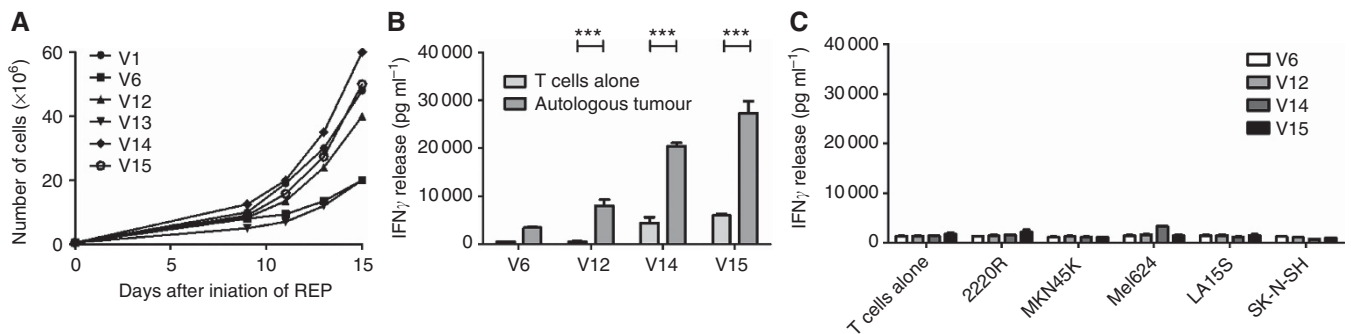 A
Number of cells (×10⁶)
60
40
20
0
0
5
10
15
Days after iniation of REP
V1
V6
V12
V13
V14
V15
B
IFNγ release (pg ml⁻¹)
40 000
30 000
20 000
10 000
0
***
***
***
T cells alone
Autologous tumour
V6
V12
V14
V15
C
IFNγ release (pg ml⁻¹)
40 000
30 000
20 000
10 000
0
V6
V12
V14
V15
T cells alone
2220R
MKN45K
Mel624
LA15S
SK-N-SH